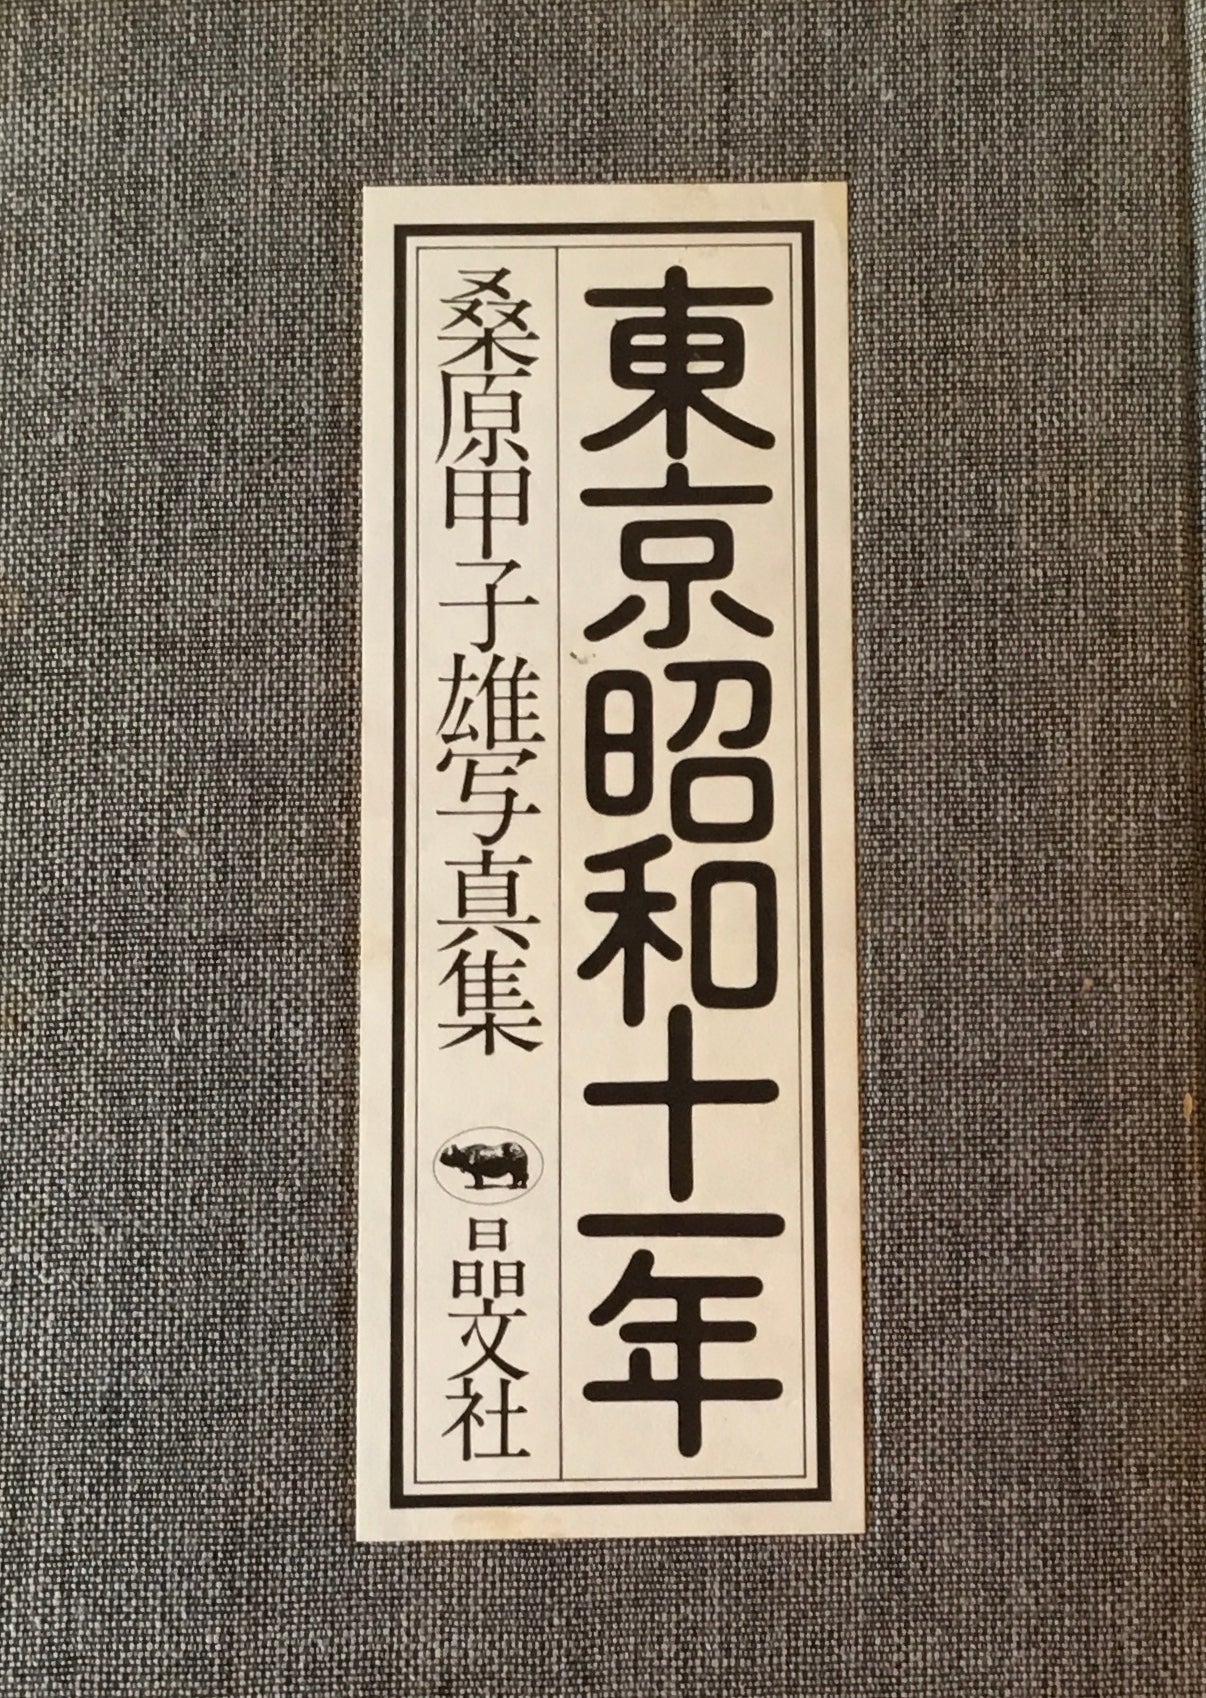 東京昭和十一年
桑原甲子雄写真集
晶文社